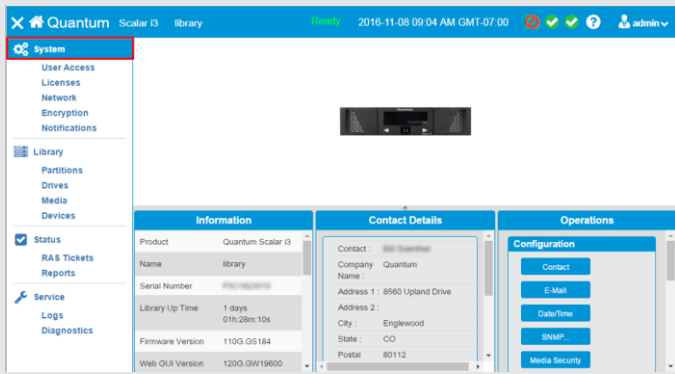 Quantum Scalar i3 library Ready 2016-11-08 09:04 AM GMT-07:00 ? admin
System
User Access
Licenses
Network
Encryption
Notifications
Library
Partitions
Drives
Media
Devices
Status
RAS Tickets
Reports
Service
Logs
Diagnostics
Quantum
Information
Product Quantum Scalar i3
Name library
Serial Number
Library Up Time 1 days
01h:28m:10s
Firmware Version 110G.GS184
Web GUI Version 120G.GW19600
Contact Details
Contact :
Company Quantum
Name :
Address 1 : 8560 Upland Drive
Address 2 :
City : Englewood
State : CO
Postal 80112
Operations
Configuration
Contact
E-Mail
Date/Time
SNMP...
Media Security